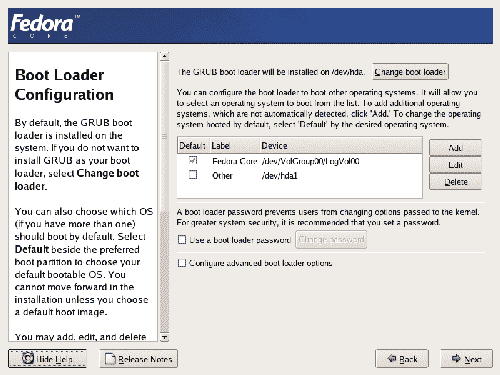 Fedora™
CORE
Boot Loader
Configuration
By default, the GRUB boot
loader is installed on the
system. If you do not want to
install GRUB as your boot
loader, select Change boot
loader.
You can also choose which OS
(if you have more than one)
should boot by default. Select
Default beside the preferred
boot partition to choose your
default bootable OS. You
cannot move forward in the
installation unless you choose
a default boot image.
You may add, edit, and delete
The GRUB boot loader will be installed on /dev/hda.
Change boot loader
You can configure the boot loader to boot other operating systems. It will allow you
to select an operating system to boot from the list. To add additional operating
systems, which are not automatically detected, click "Add." To change the operating
system booted by default, select "Default" by the desired operating system.
Default Label Device
Fedora Core /dev/VolGroup00/LogVol00
Other /dev/hda1
Add
Edit
Delete
A boot loader password prevents users from changing options passed to the kernel.
For greater system security, it is recommended that you set a password.
Use a boot loader password
Change password
Configure advanced boot loader options
Hide Help
Release Notes
Back
Next